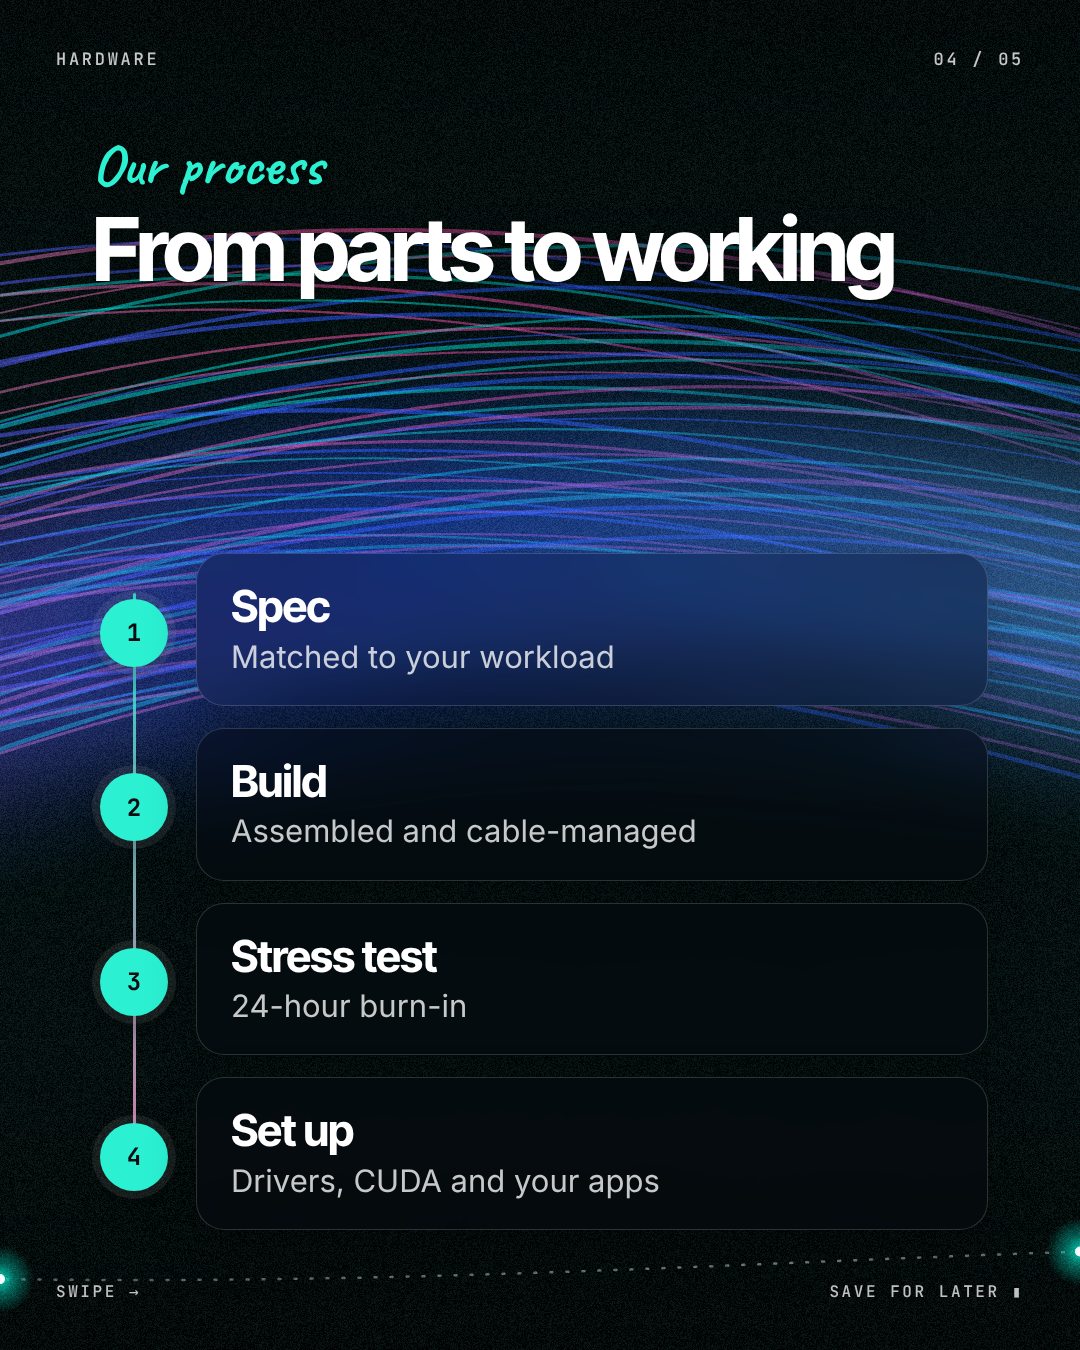 HARDWARE
04 / 05
Our process
From parts to working
1
Spec
Matched to your workload
2
Build
Assembled and cable-managed
3
Stress test
24-hour burn-in
4
Set up
Drivers, CUDA and your apps
SWIPE →
SAVE FOR LATER ▮